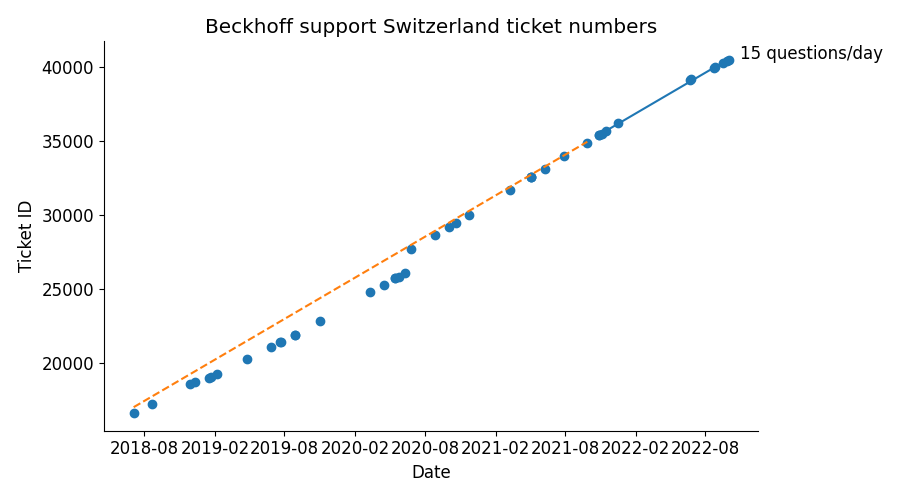 Beckhoff support Switzerland ticket numbers
15 questions/day
40000
35000
30000
25000
20000
Ticket ID
2018-08 2019-02 2019-08 2020-02 2020-08 2021-02 2021-08 2022-02 2022-08
Date